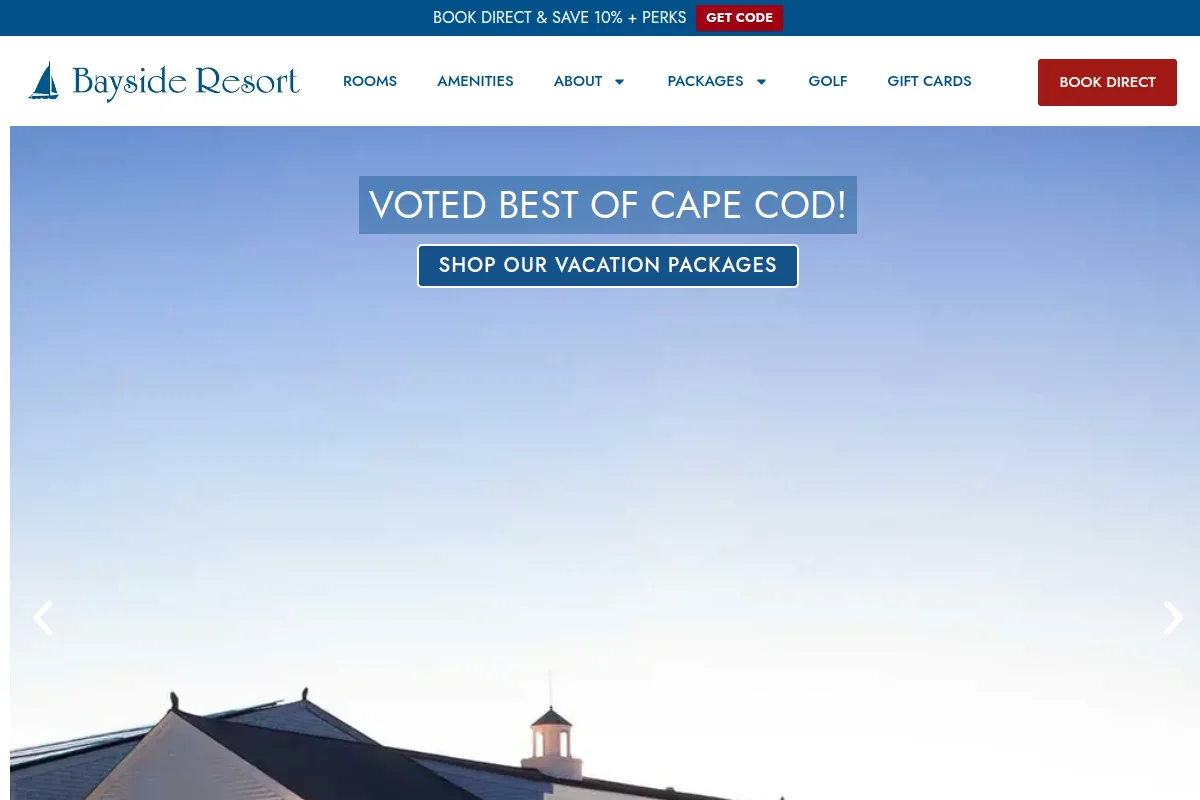 BOOK DIRECT & SAVE 10% + PERKS GET CODE
Bayside Resort ROOMS AMENITIES ABOUT PACKAGES GOLF GIFT CARDS BOOK DIRECT
VOTED BEST OF CAPE COD!
SHOP OUR VACATION PACKAGES